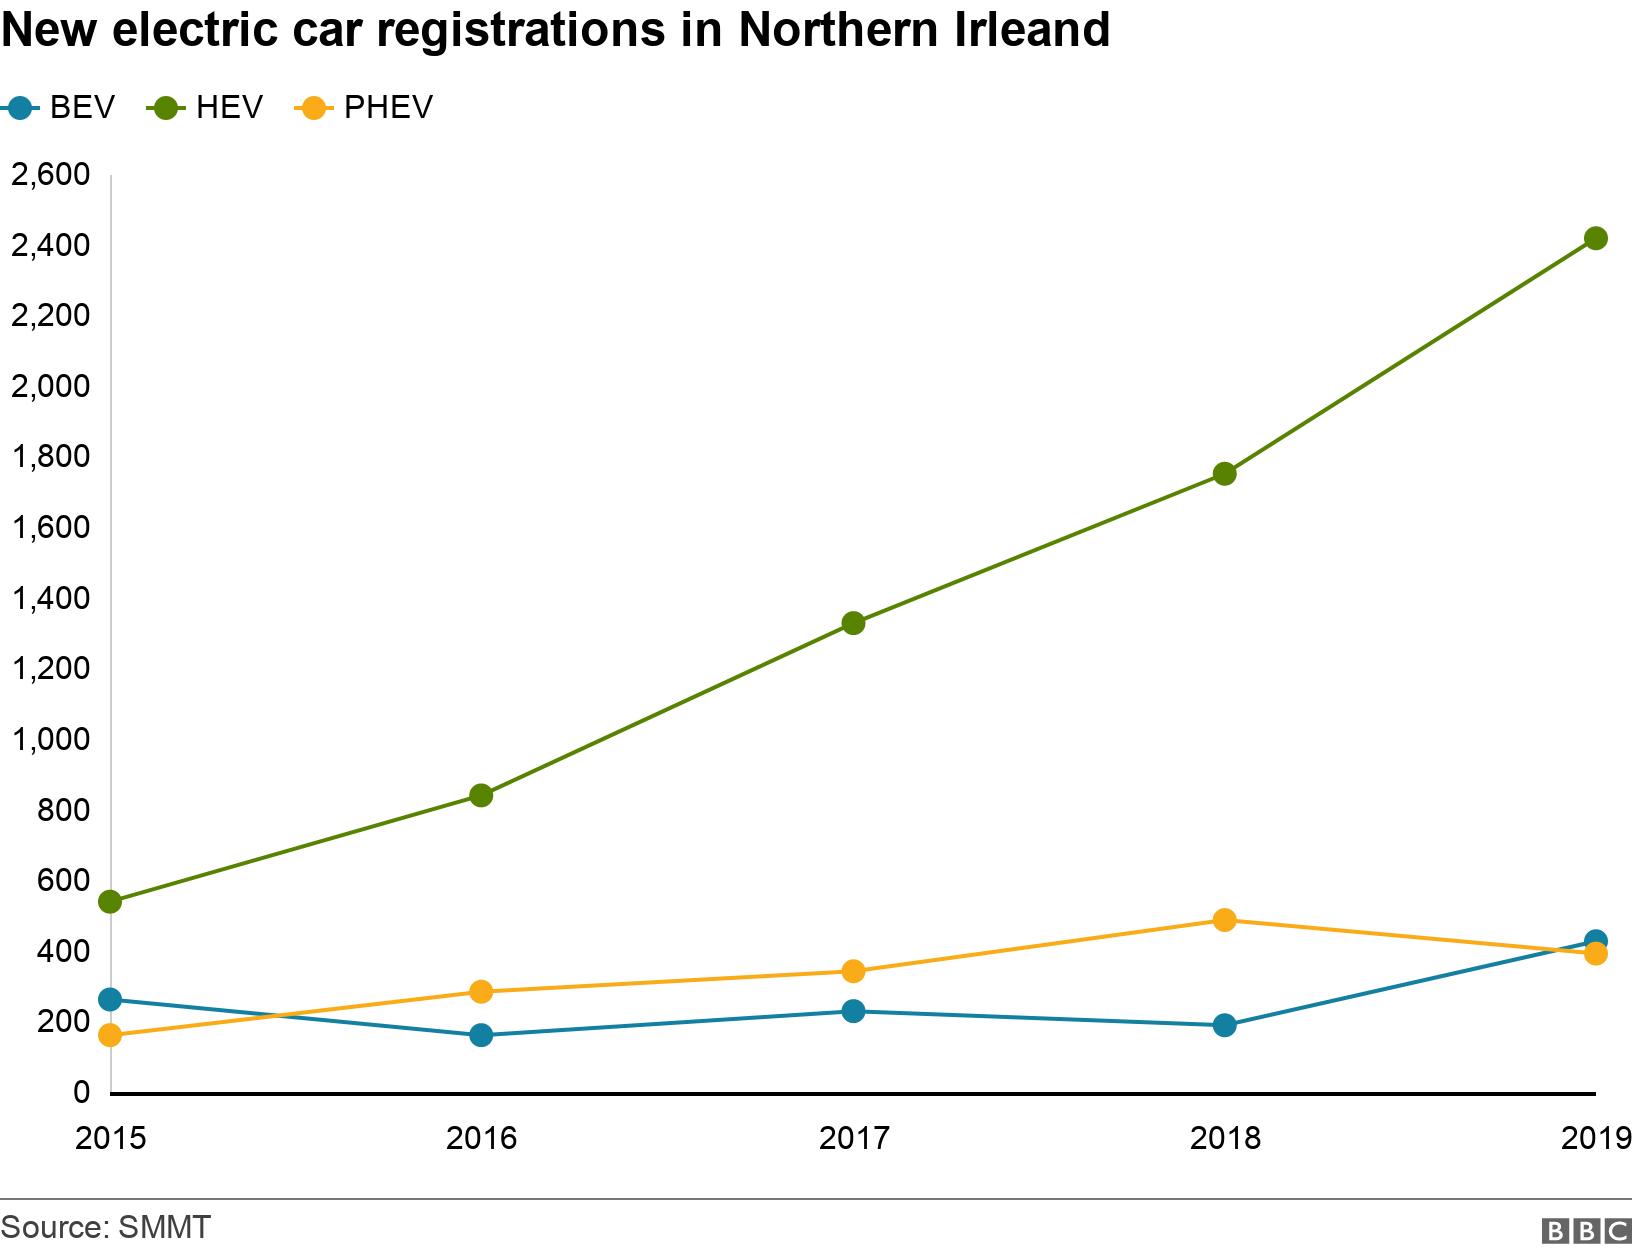 New electric car registrations in Northern Irleand
BEV HEV PHEV
2,600
2,400
2,200
2,000
1,800
1,600
1,400
1,200
1,000
800
600
400
200
0
2015 2016 2017 2018 2019
Source: SMMT
BBC